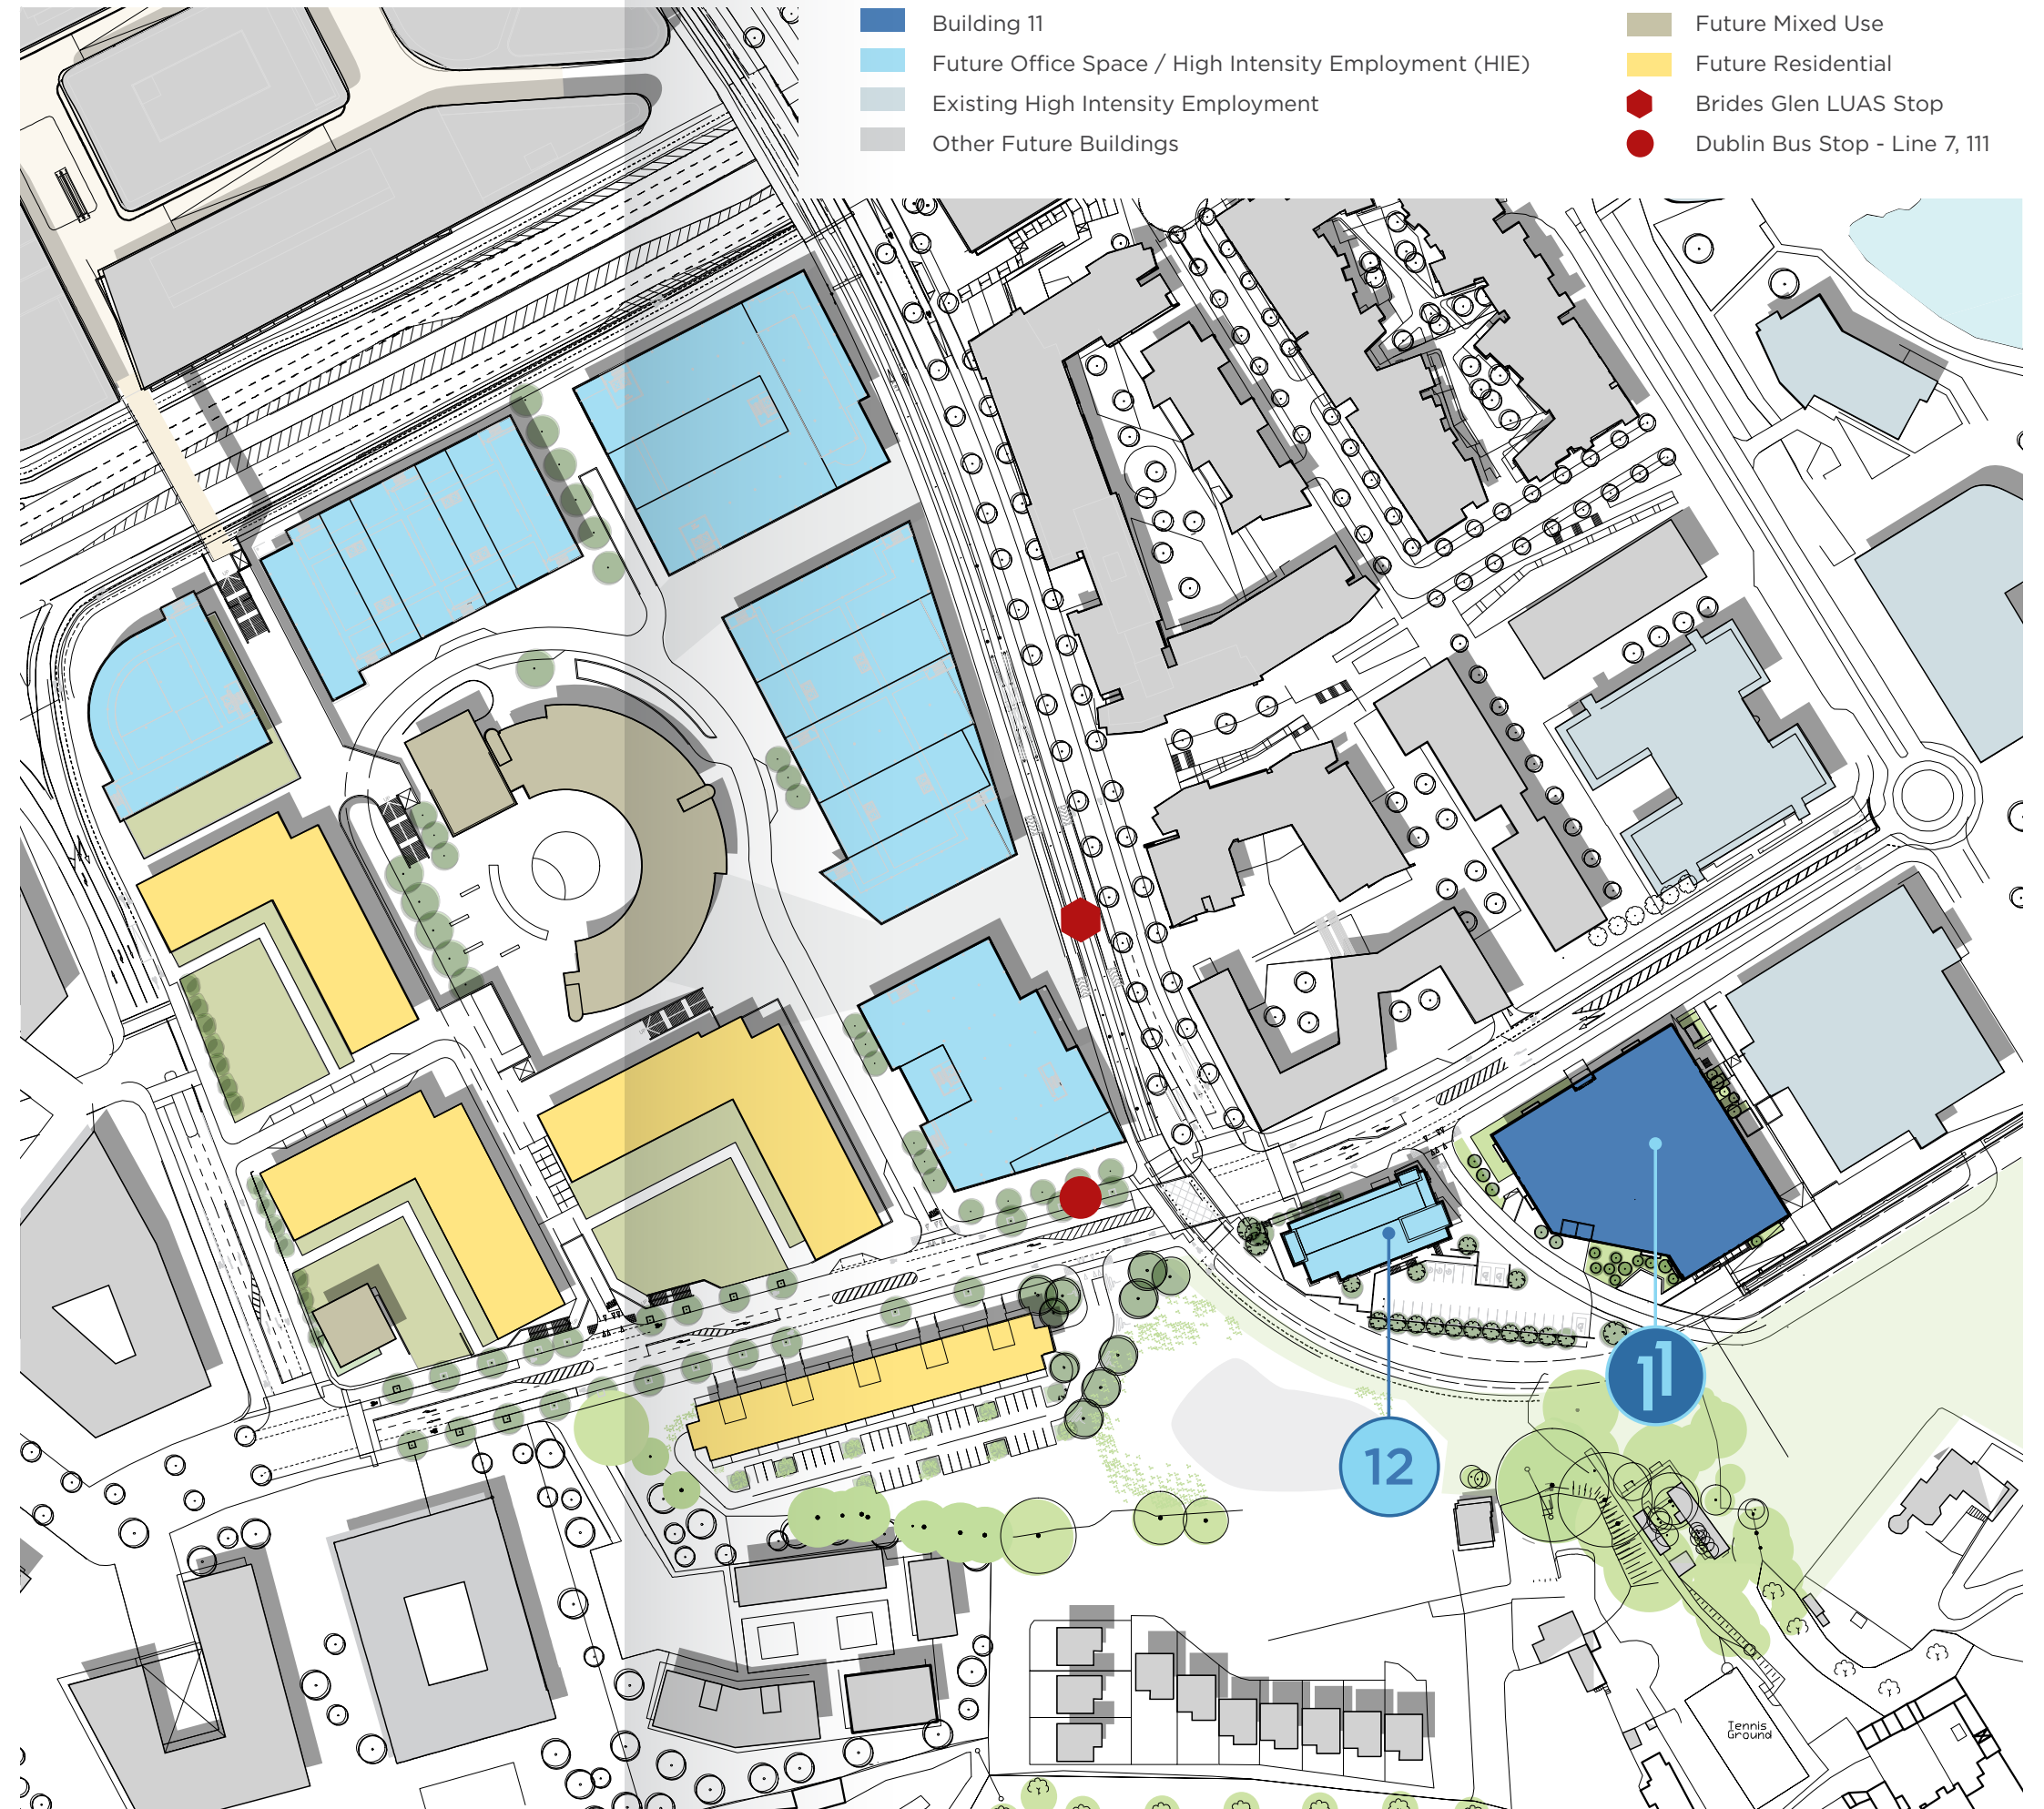 Building 11
Future Office Space / High Intensity Employment (HIE)
Existing High Intensity Employment
Other Future Buildings
Future Mixed Use
Future Residential
Brides Glen LUAS Stop
Dublin Bus Stop - Line 7, 111
11
12
Tennis
Ground